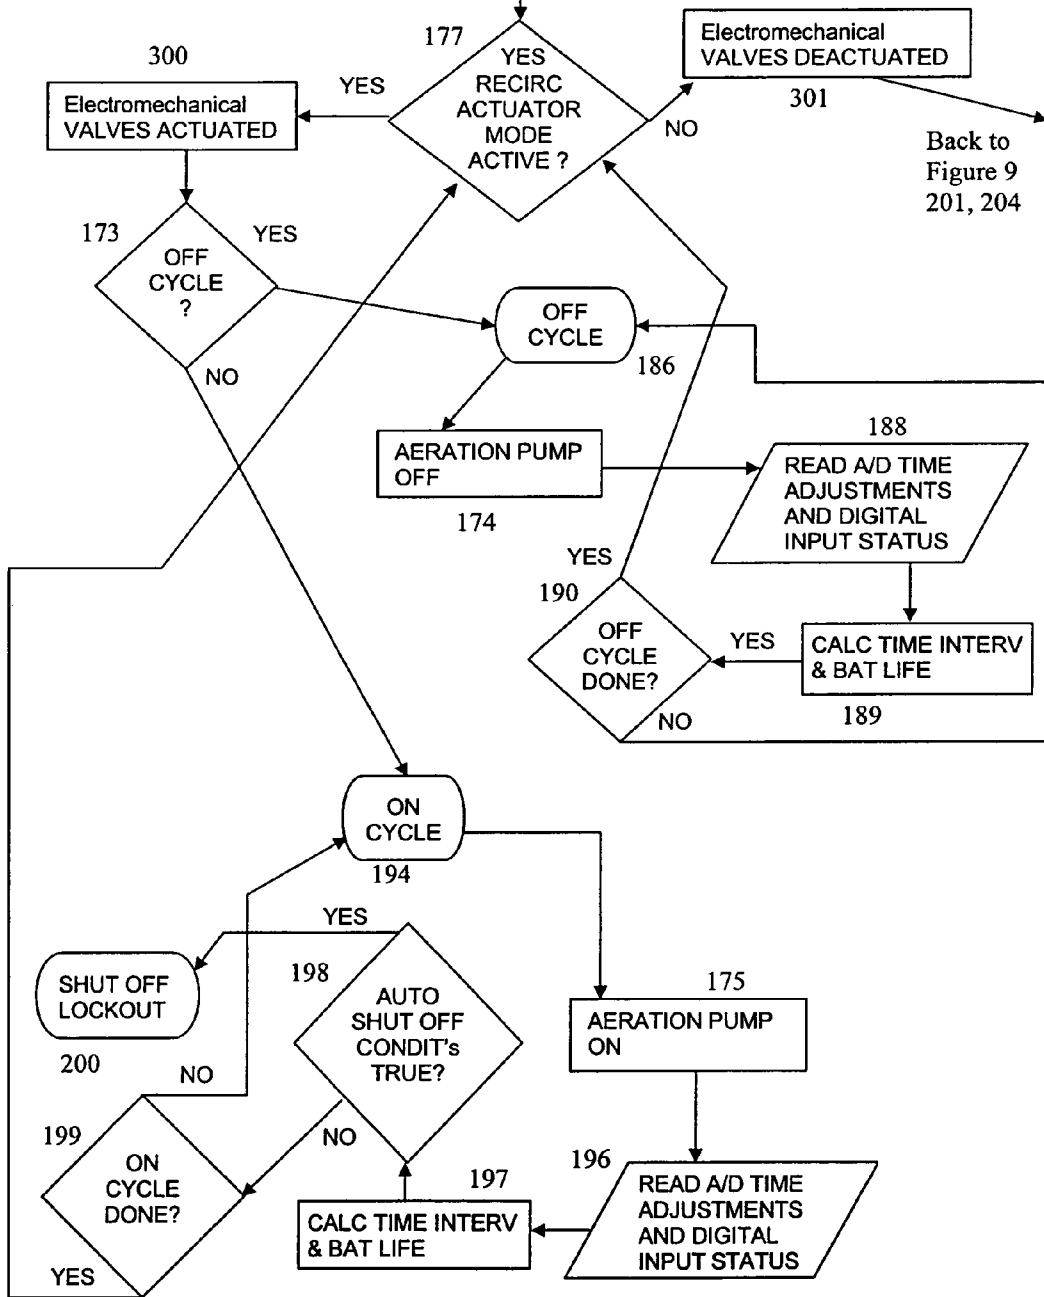 177
YES
RECIRC
ACTUATOR
MODE
ACTIVE ?
Electromechanical
VALVES DEACTUATED
301
300
YES
Electromechanical
VALVES ACTUATED
NO
Back to
Figure 9
201, 204
173
YES
OFF
CYCLE
?
NO
OFF
CYCLE
186
AERATION PUMP
OFF
174
188
READ A/D TIME
ADJUSTMENTS
AND DIGITAL
INPUT STATUS
YES
190
OFF
CYCLE
DONE?
YES
CALC TIME INTERV
& BAT LIFE
189
NO
ON
CYCLE
194
YES
SHUT OFF
LOCKOUT
200
198
AUTO
SHUT OFF
CONDIT's
TRUE?
175
AERATION PUMP
ON
NO
NO
199
ON
CYCLE
DONE?
YES
197
CALC TIME INTERV
& BAT LIFE
196
READ A/D TIME
ADJUSTMENTS
AND DIGITAL
INPUT STATUS